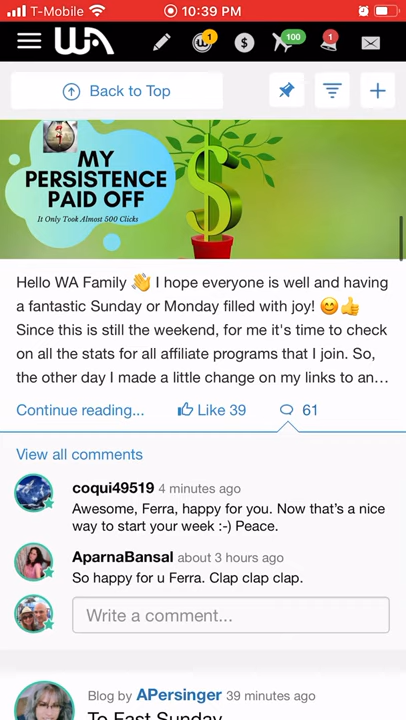 T-Mobile 10:39 PM
WA 1 100 1
Back to Top
MY
PERSISTENCE
PAID OFF
It Only Took Almost 500 Clicks
Hello WA Family 👋 I hope everyone is well and having
a fantastic Sunday or Monday filled with joy! 😊👍
Since this is still the weekend, for me it's time to check
on all the stats for all affiliate programs that I join. So,
the other day I made a little change on my links to an...
Continue reading... Like 39 61
View all comments
coqui49519 4 minutes ago
Awesome, Ferra, happy for you. Now that's a nice
way to start your week :-) Peace.
AparnaBansal about 3 hours ago
So happy for u Ferra. Clap clap clap.
Write a comment...
Blog by APersinger 39 minutes ago
To East Sunday